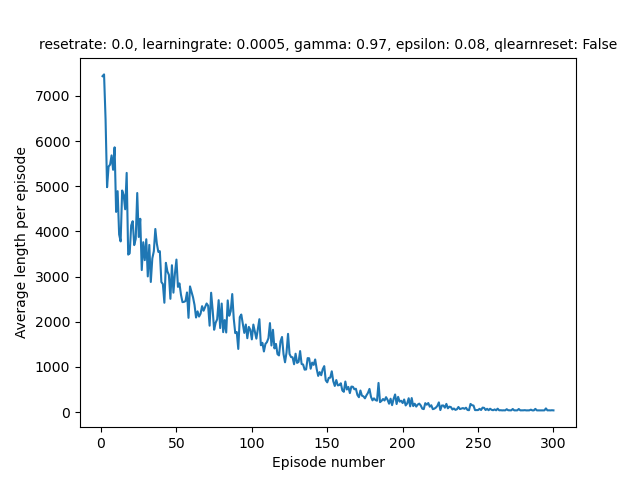 resetrate: 0.0, learningrate: 0.0005, gamma: 0.97, epsilon: 0.08, qlearnreset: False
7000
6000
5000
4000
3000
2000
1000
0
Average length per episode
0 50 100 150 200 250 300
Episode number